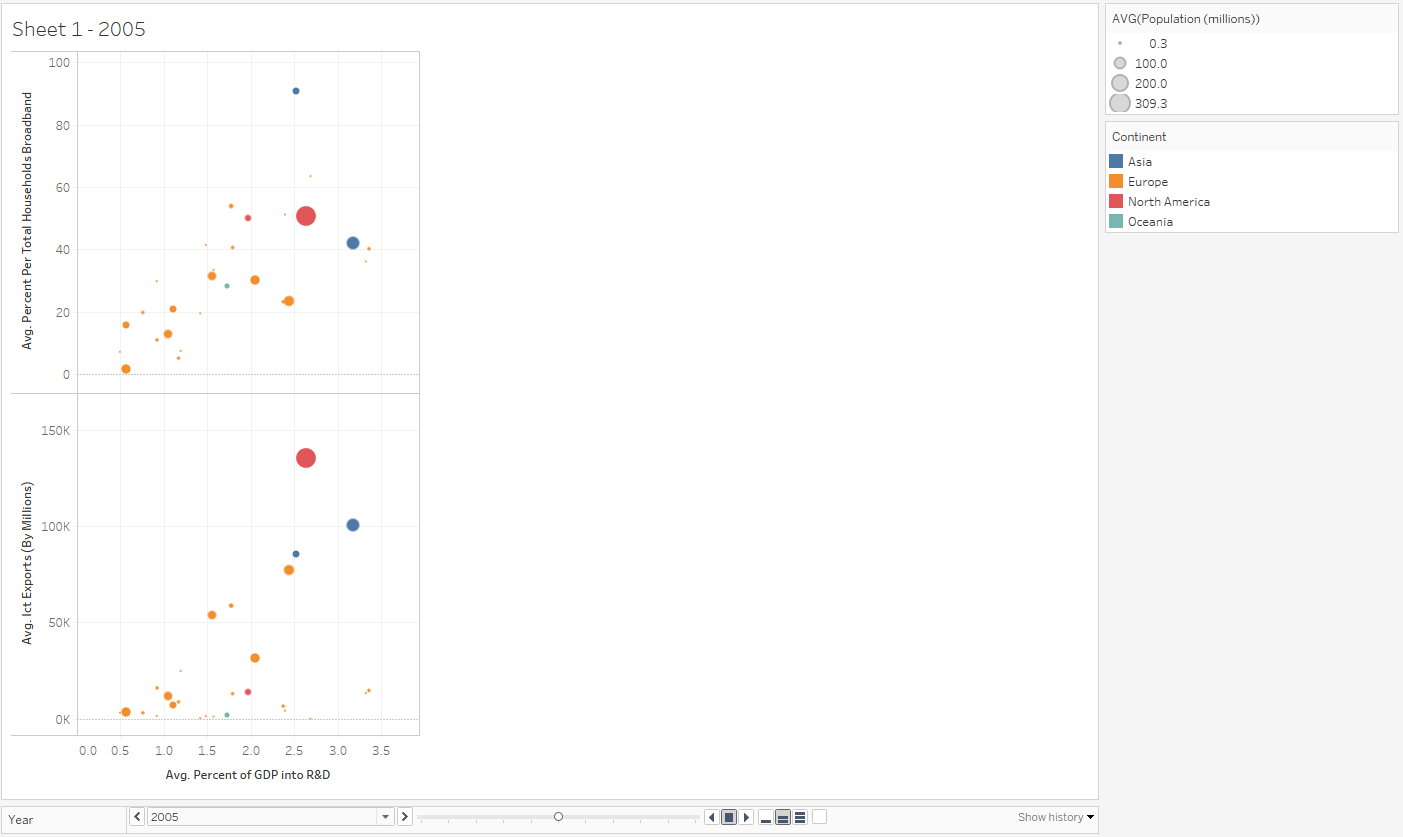 Sheet 1 - 2005
Avg. Percent Per Total Households Broadband
100
80
60
40
20
0
Avg. Ict Exports (By Millions)
150K
100K
50K
0K
0.0 0.5 1.0 1.5 2.0 2.5 3.0 3.5
Avg. Percent of GDP into R&D
AVG(Population (millions))
0.3
100.0
200.0
309.3
Continent
Asia
Europe
North America
Oceania
Year 2005 Show history